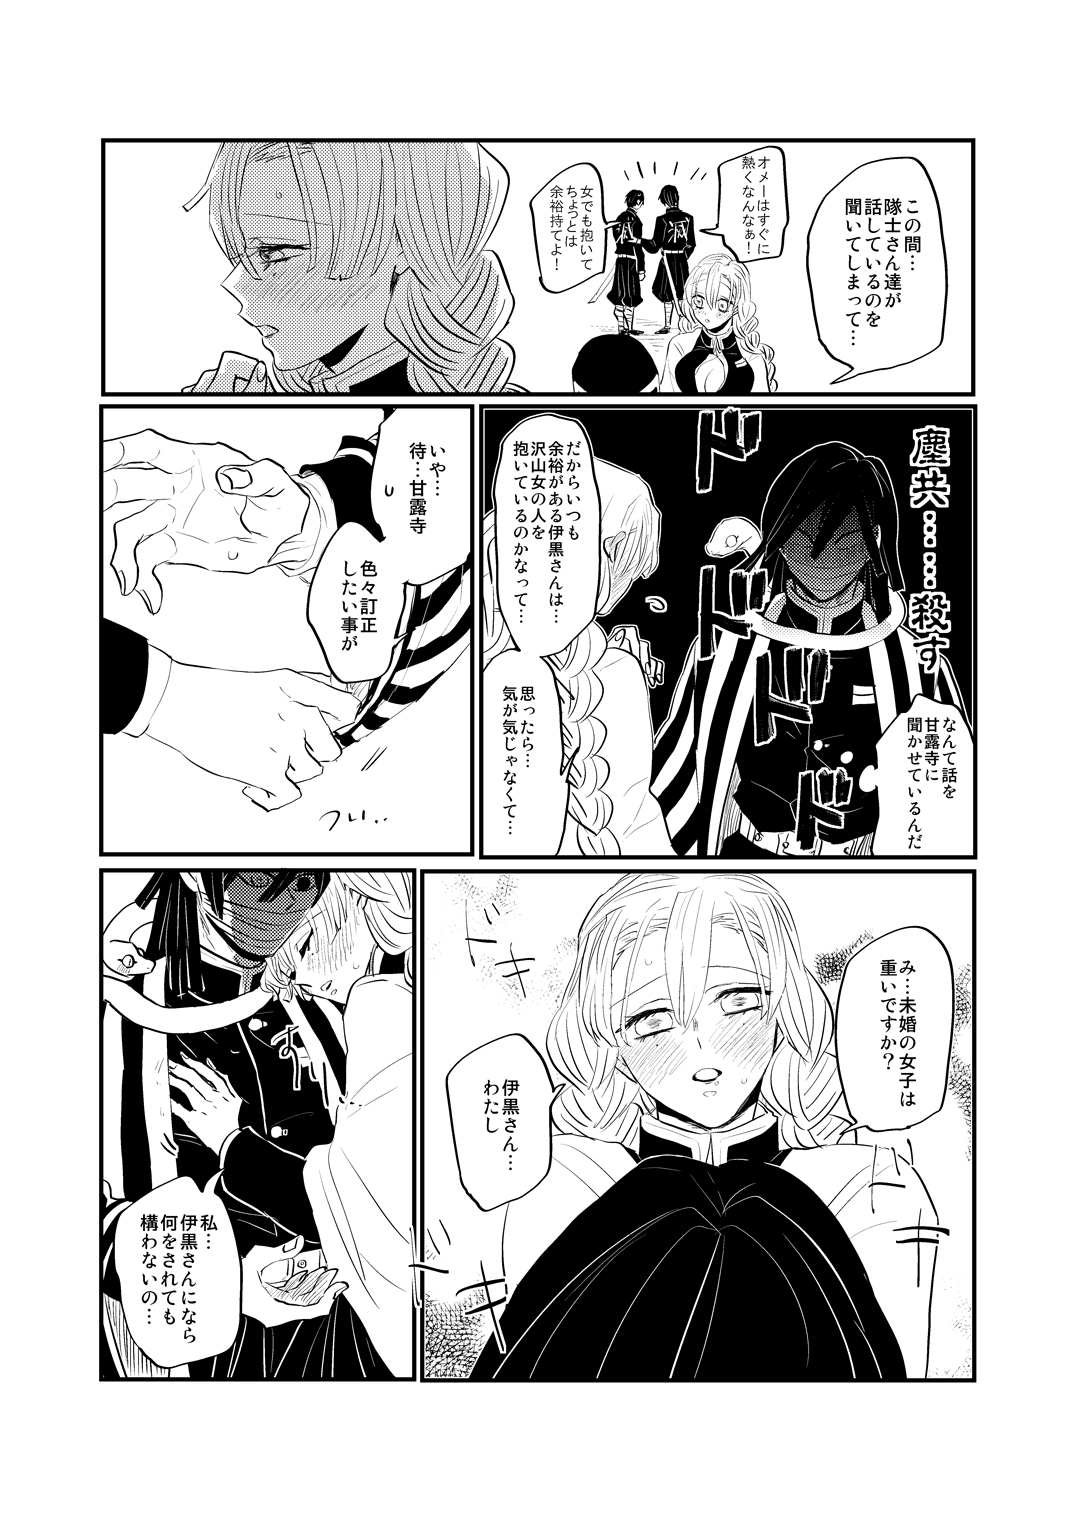 この間…
隊士さん達が
話しているのを
聞いてしまって…
オメーはすぐに
熱くなんなぁ！
女でも抱いて
ちょっとは
余裕持てよ！
滅
滅
塵共……殺す
なんて話を
甘露寺に
聞かせているんだ
ドドドド
だからいつも
余裕がある伊黒さんは…
沢山女の人を
抱いているのかなって…
思ったら…
気が気じゃなくて…
いや…
待…甘露寺
色々訂正
したい事が
つい‥
み…未婚の女子は
重いですか？
伊黒さん…
わたし
す
私…
伊黒さんになら
何をされても
構わないの…